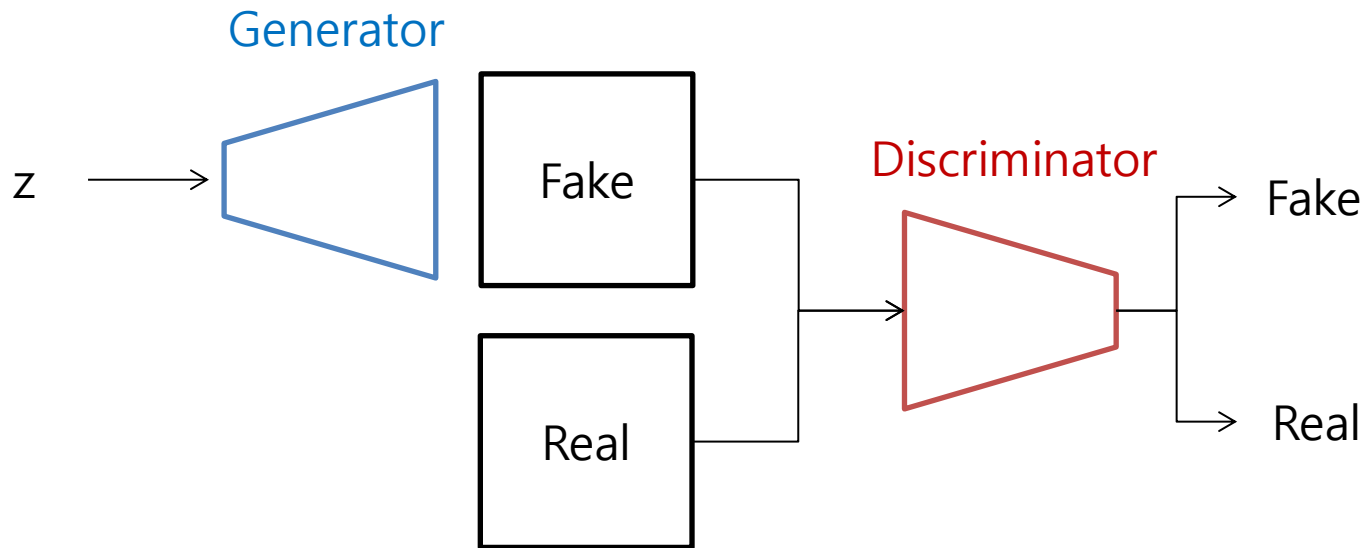 Generator
z
Fake
Discriminator
Fake
Real
Real